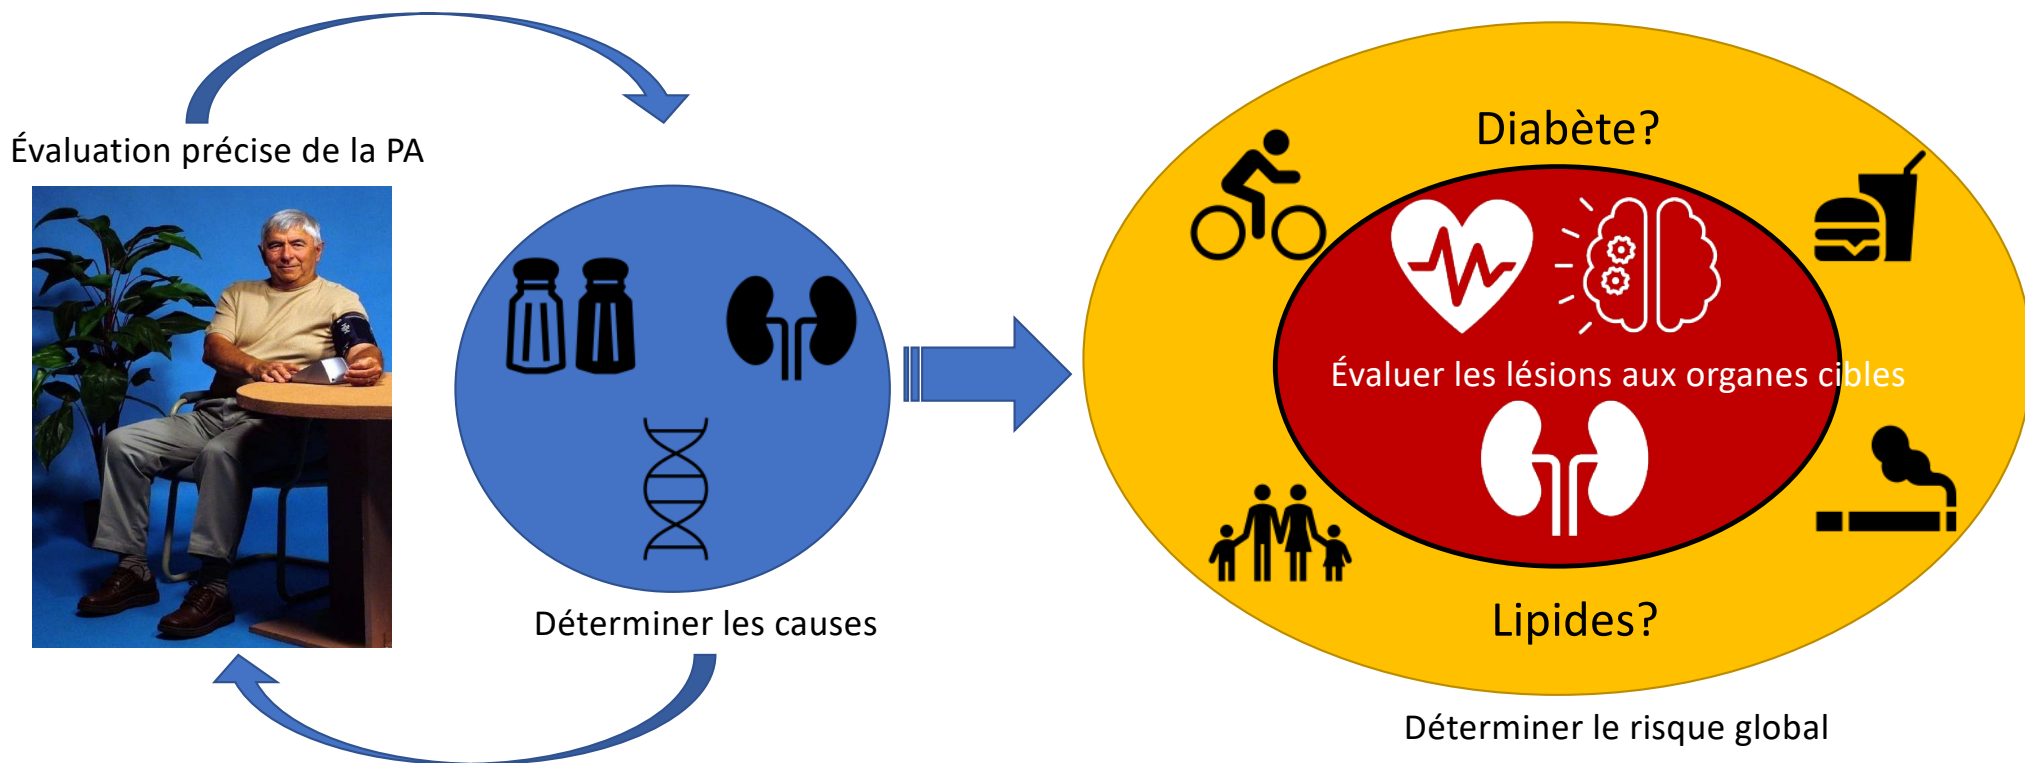 Évaluation précise de la PA
Déterminer les causes
Diabète?
Évaluer les lésions aux organes cibles
Lipides?
Déterminer le risque global